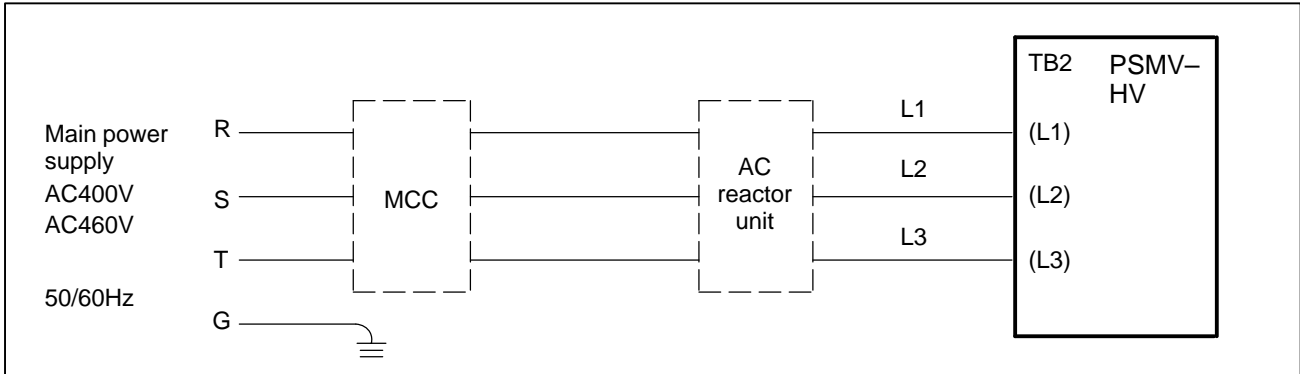 TB2 PSMV–
HV
Main power
supply
AC400V
AC460V
50/60Hz
R
S
T
G
MCC
AC
reactor
unit
L1
L2
L3
(L1)
(L2)
(L3)